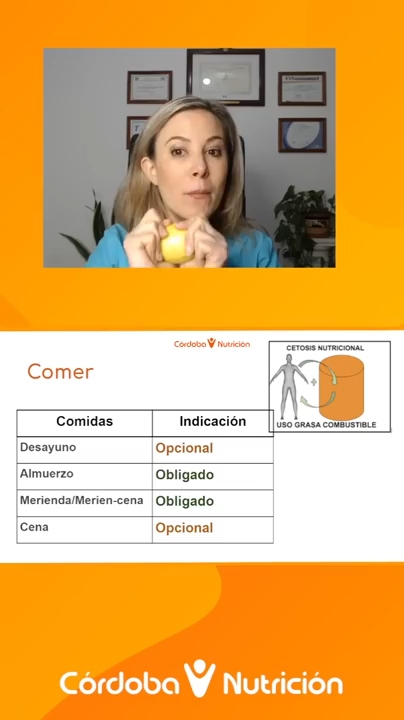 Córdoba Nutrición
Comer
CETOSIS NUTRICIONAL
+
USO GRASA COMBUSTIBLE
Comidas Indicación
Desayuno Opcional
Almuerzo Obligado
Merienda/Merien-cena Obligado
Cena Opcional
Córdoba Nutrición